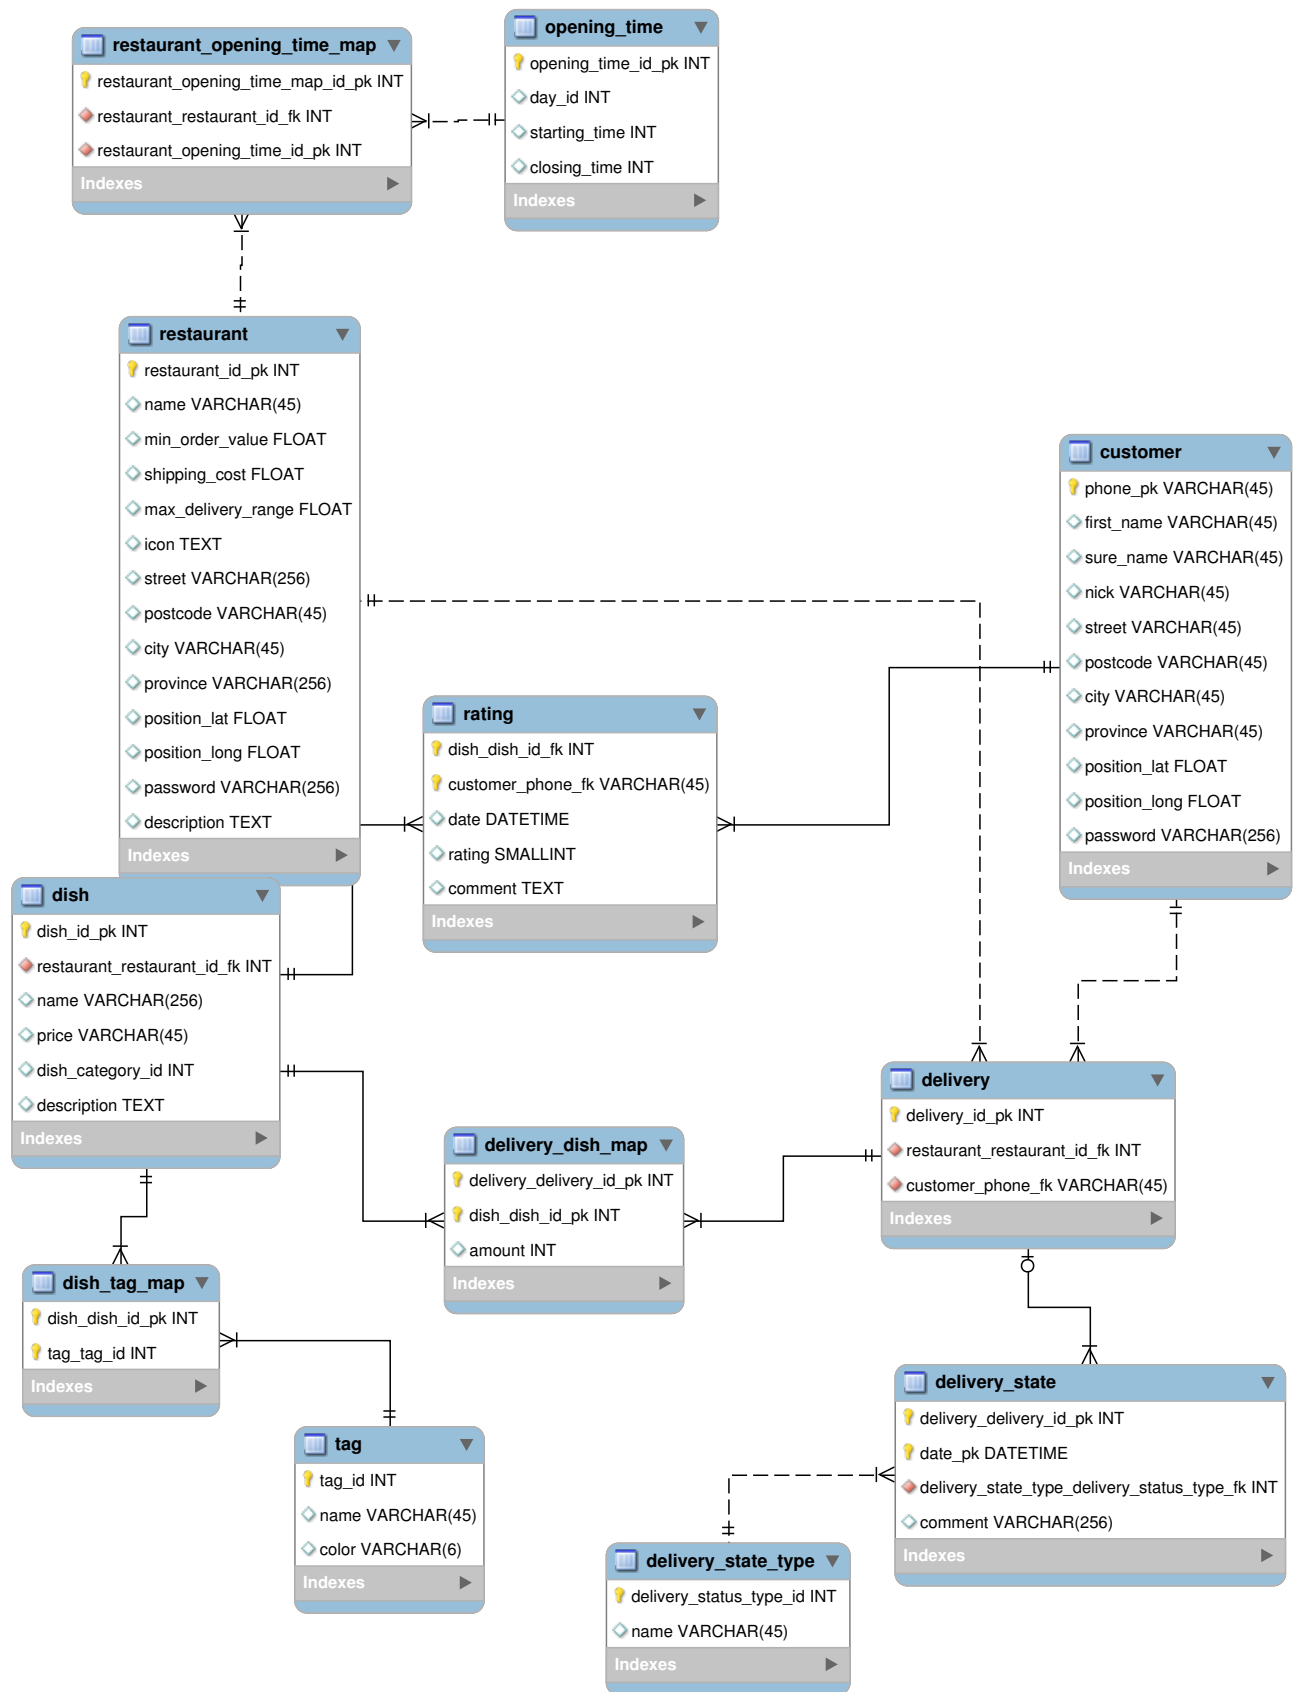 restaurant_opening_time_map
restaurant_opening_time_map_id_pk INT
restaurant_restaurant_id_fk INT
restaurant_opening_time_id_pk INT
Indexes
opening_time
opening_time_id_pk INT
day_id INT
starting_time INT
closing_time INT
Indexes
restaurant
restaurant_id_pk INT
name VARCHAR(45)
min_order_value FLOAT
shipping_cost FLOAT
max_delivery_range FLOAT
icon TEXT
street VARCHAR(256)
postcode VARCHAR(45)
city VARCHAR(45)
province VARCHAR(256)
position_lat FLOAT
position_long FLOAT
password VARCHAR(256)
description TEXT
Indexes
customer
phone_pk VARCHAR(45)
first_name VARCHAR(45)
sure_name VARCHAR(45)
nick VARCHAR(45)
street VARCHAR(45)
postcode VARCHAR(45)
city VARCHAR(45)
province VARCHAR(45)
position_lat FLOAT
position_long FLOAT
password VARCHAR(256)
Indexes
rating
dish_dish_id_fk INT
customer_phone_fk VARCHAR(45)
date DATETIME
rating SMALLINT
comment TEXT
Indexes
dish
dish_id_pk INT
restaurant_restaurant_id_fk INT
name VARCHAR(256)
price VARCHAR(45)
dish_category_id INT
description TEXT
Indexes
delivery
delivery_id_pk INT
restaurant_restaurant_id_fk INT
customer_phone_fk VARCHAR(45)
Indexes
delivery_dish_map
delivery_delivery_id_pk INT
dish_dish_id_pk INT
amount INT
Indexes
dish_tag_map
dish_dish_id_pk INT
tag_tag_id INT
Indexes
tag
tag_id INT
name VARCHAR(45)
color VARCHAR(6)
Indexes
delivery_state
delivery_delivery_id_pk INT
date_pk DATETIME
delivery_state_type_delivery_status_type_fk INT
comment VARCHAR(256)
Indexes
delivery_state_type
delivery_status_type_id INT
name VARCHAR(45)
Indexes